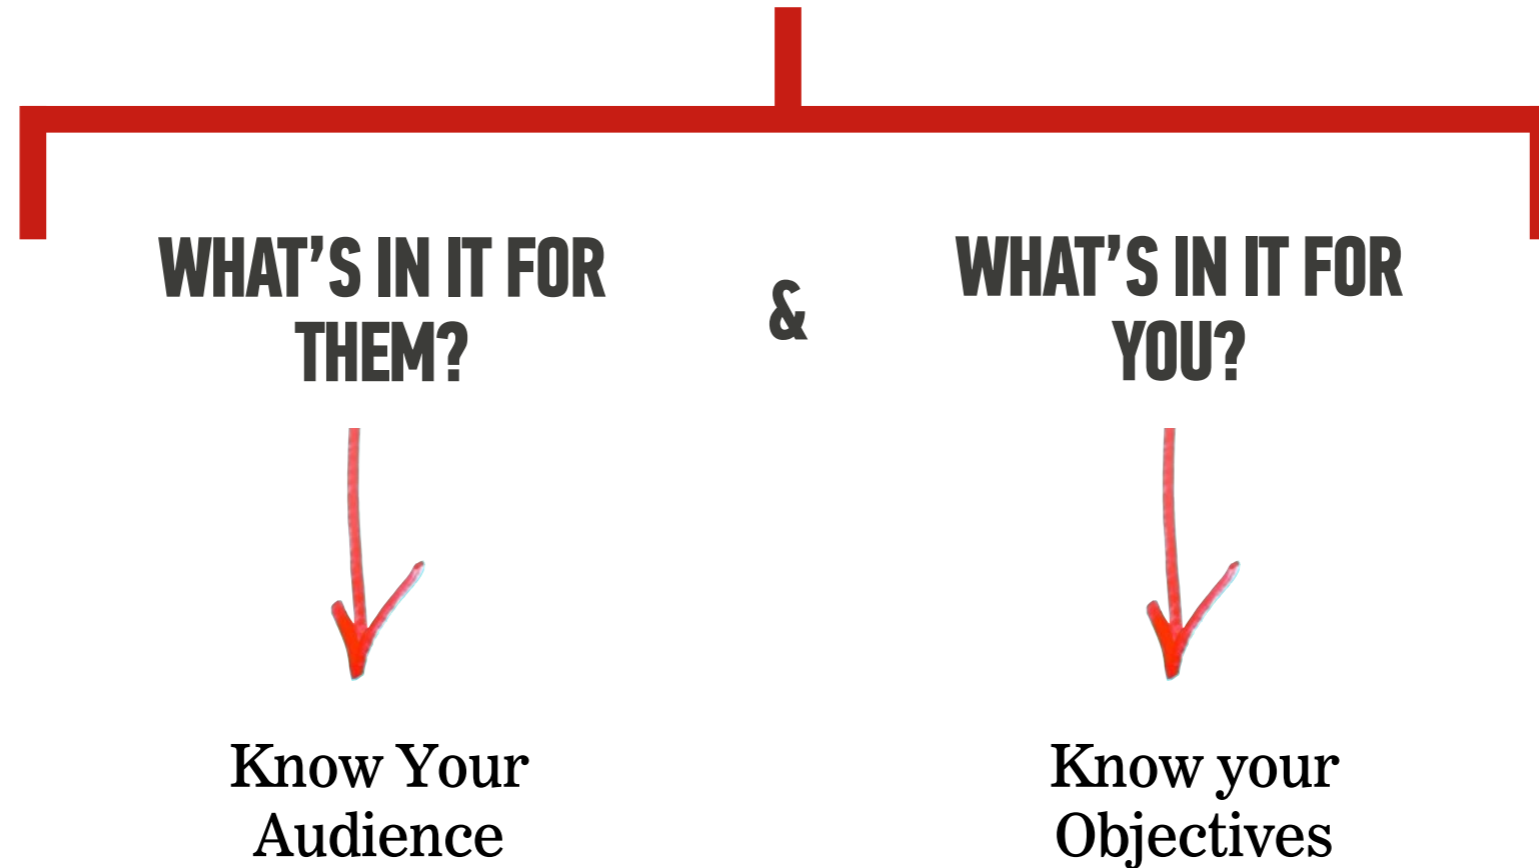 WHAT’S IN IT FOR
THEM?
&
WHAT’S IN IT FOR
YOU?
Know Your
Audience
Know your
Objectives